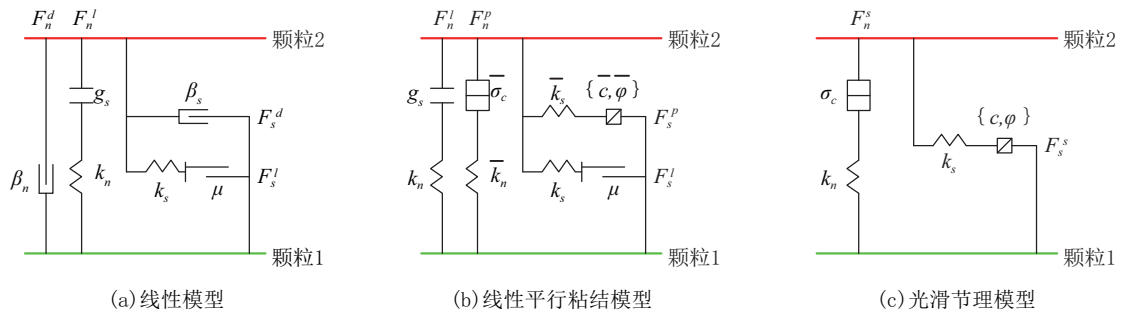 F_n^d F_n^l
颗粒2
g_s
β_s
F_s^d
β_n
k_n
k_s
μ
F_s^l
颗粒1
(a)线性模型
F_n^l F_n^p
颗粒2
g_s
σ̅_c
k̅_s
{c̅,φ̅}
F_s^p
k_n
k̅_n
k_s
μ
F_s^l
颗粒1
(b)线性平行粘结模型
F_n^s
颗粒2
σ_c
{c,φ}
k_s
F_s^s
k_n
颗粒1
(c)光滑节理模型